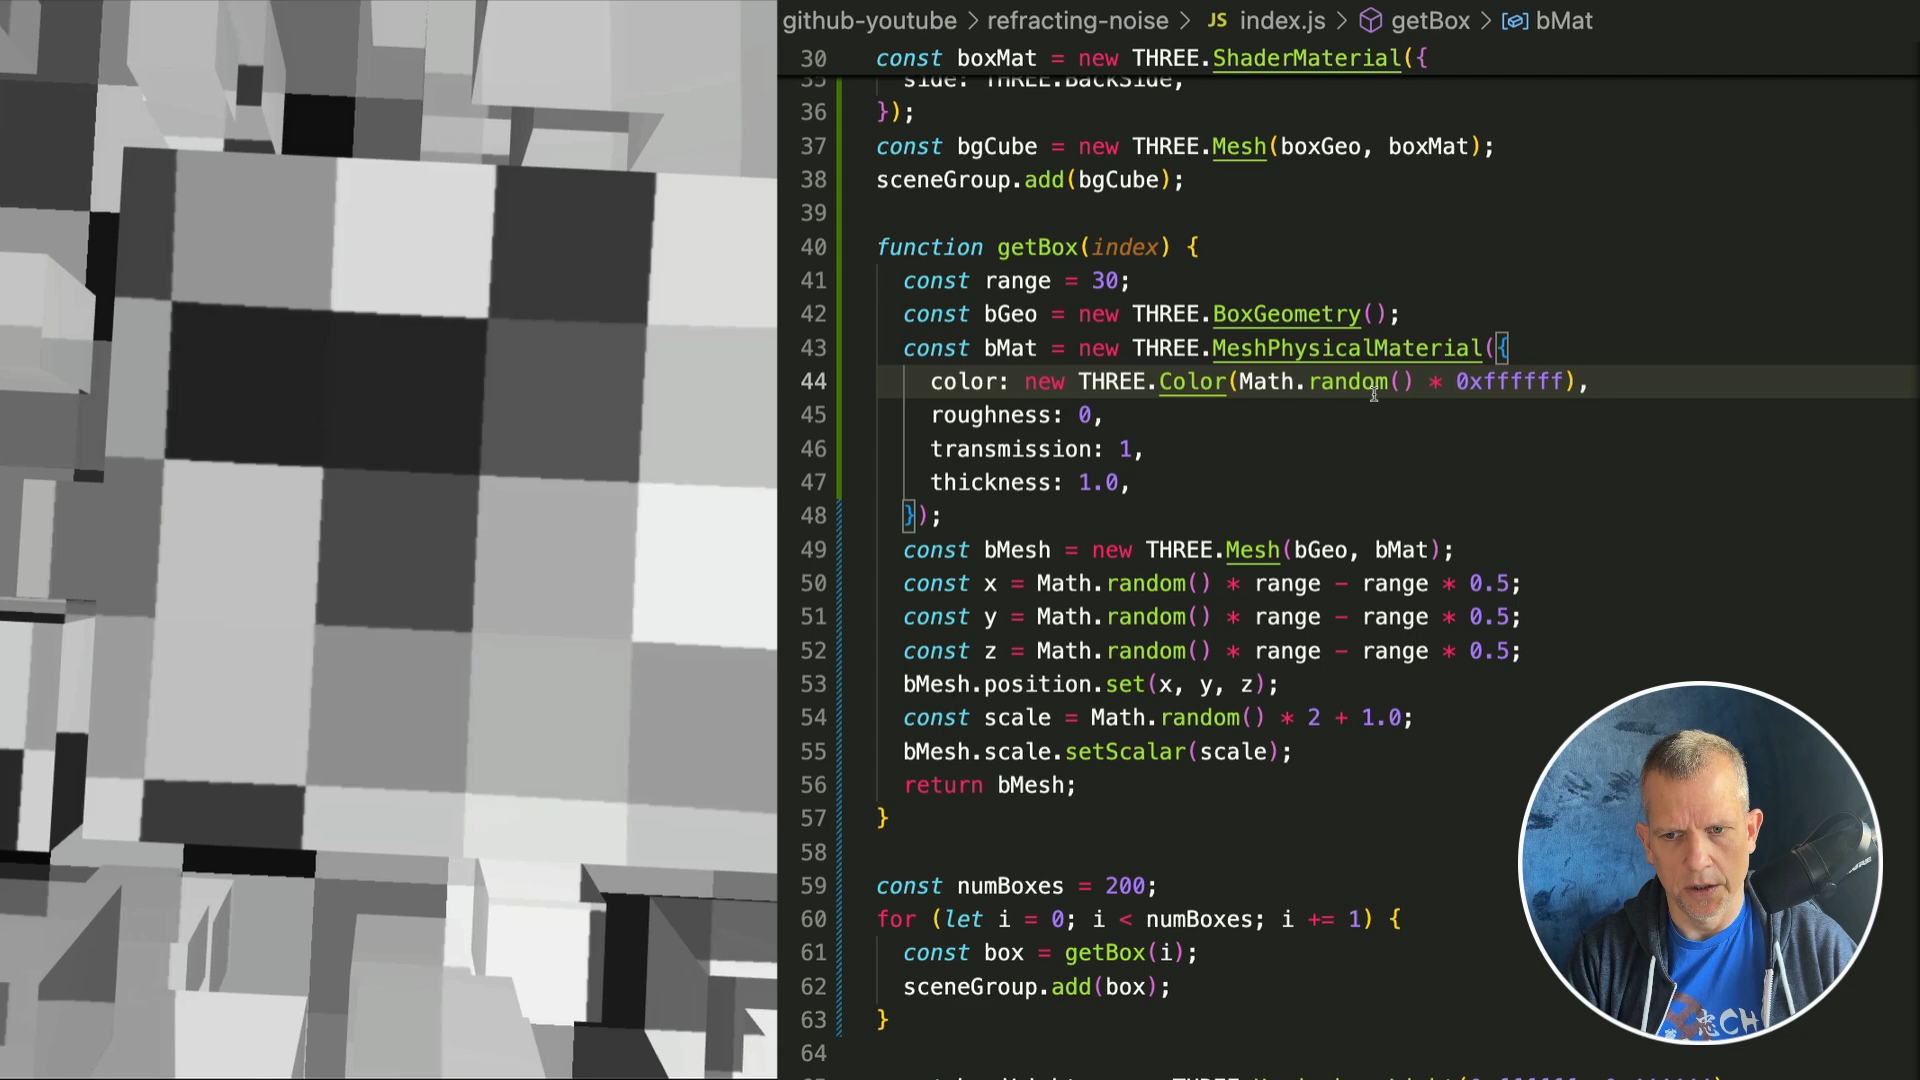 github-youtube > refracting-noise > JS index.js > getBox > bMat
30 const boxMat = new THREE.ShaderMaterial({
35 side: THREE.BackSide,
36 });
37 const bgCube = new THREE.Mesh(boxGeo, boxMat);
38 sceneGroup.add(bgCube);
39
40 function getBox(index) {
41 const range = 30;
42 const bGeo = new THREE.BoxGeometry();
43 const bMat = new THREE.MeshPhysicalMaterial({
44 color: new THREE.Color(Math.random() * 0xffffff),
45 roughness: 0,
46 transmission: 1,
47 thickness: 1.0,
48 });
49 const bMesh = new THREE.Mesh(bGeo, bMat);
50 const x = Math.random() * range - range * 0.5;
51 const y = Math.random() * range - range * 0.5;
52 const z = Math.random() * range - range * 0.5;
53 bMesh.position.set(x, y, z);
54 const scale = Math.random() * 2 + 1.0;
55 bMesh.scale.setScalar(scale);
56 return bMesh;
57 }
58
59 const numBoxes = 200;
60 for (let i = 0; i < numBoxes; i += 1) {
61 const box = getBox(i);
62 sceneGroup.add(box);
63 }
64
忠CH